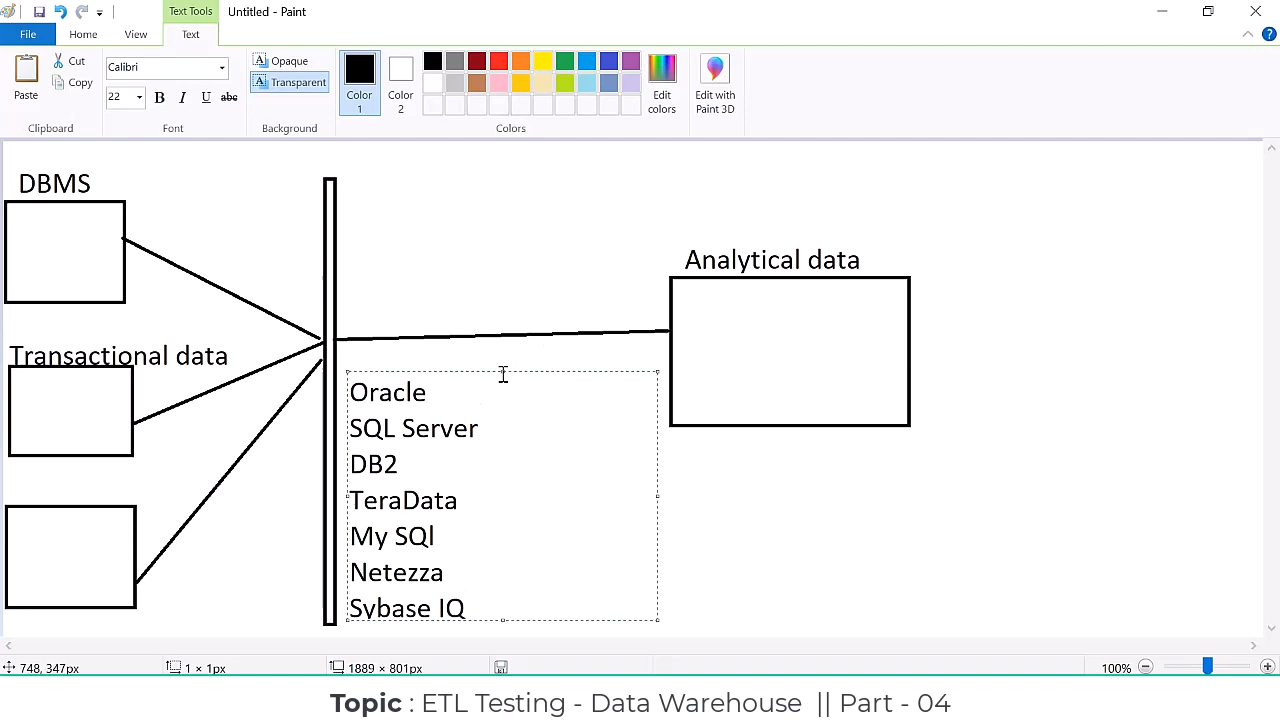 Text Tools
Untitled - Paint
File
Home
View
Text
Paste
Cut
Copy
Clipboard
Calibri
22
B I U abc
Font
Opaque
Transparent
Background
Color 1
Color 2
Edit colors
Colors
Edit with Paint 3D
DBMS
Transactional data
Analytical data
Oracle
SQL Server
DB2
TeraData
My SQl
Netezza
Sybase IQ
748, 347px
1 × 1px
1889 × 801px
100%
Topic : ETL Testing - Data Warehouse || Part - 04